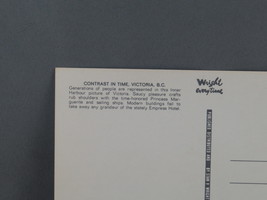 CONTRAST IN TIME, VICTORIA, B.C.
Generations of people are represented in this Inner
Harbour picture of Victoria. Saucy pleasure crafts
rub shoulders with the time-honored Princess Mar-
guerite and sailing ships. Modern buildings fail to
take away any grandeur of the stately Empress Hotel.
Wright
everytime